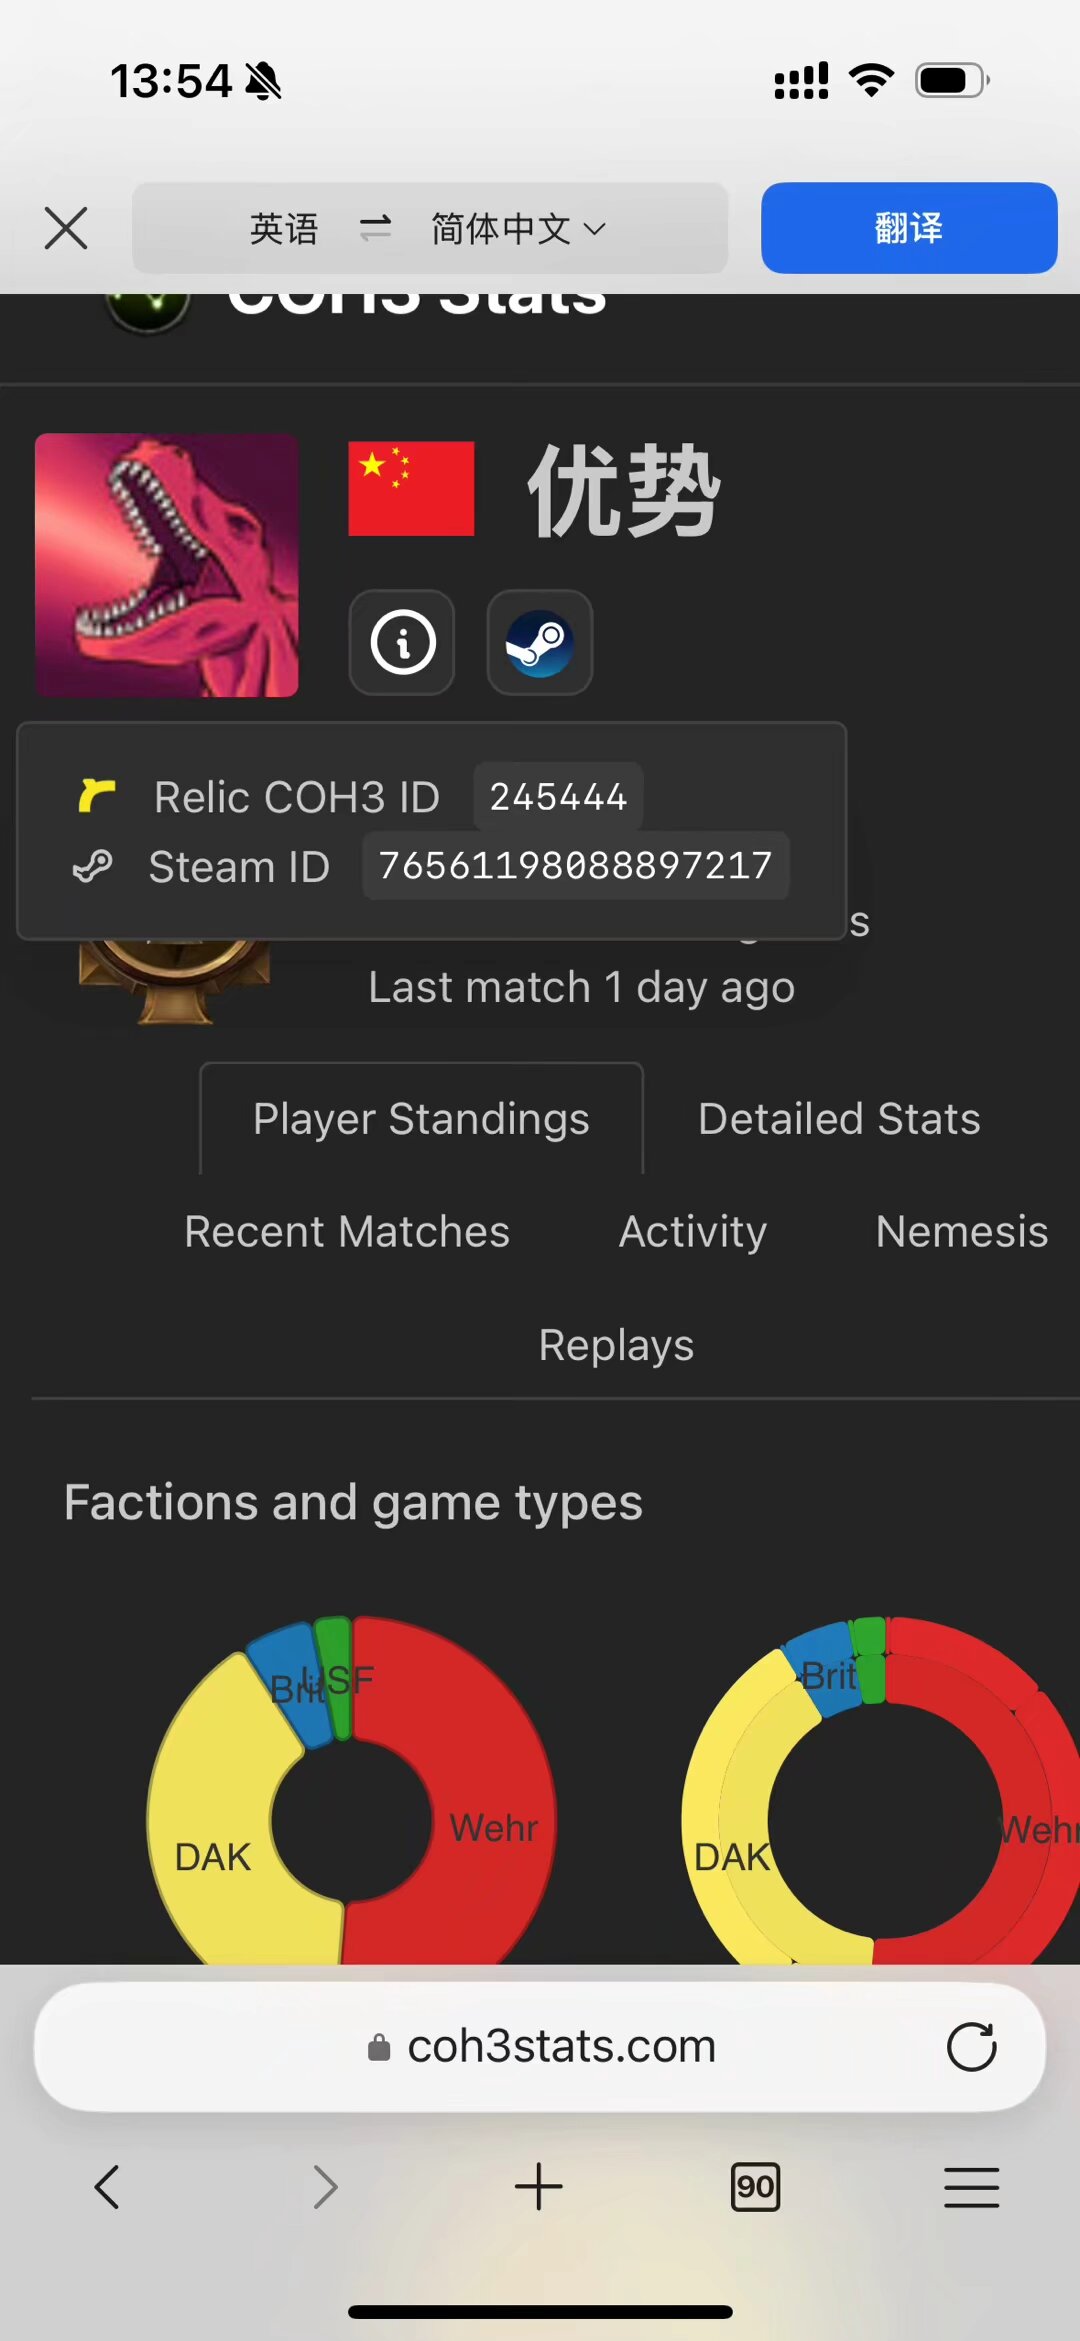 13:54
英语 简体中文 翻译
COH3 Stats
优势
Relic COH3 ID 245444
Steam ID 76561198088897217
s
Last match 1 day ago
Player Standings Detailed Stats
Recent Matches Activity Nemesis
Replays
Factions and game types
Brit USF Wehr DAK
Brit Wehr DAK
coh3stats.com
90